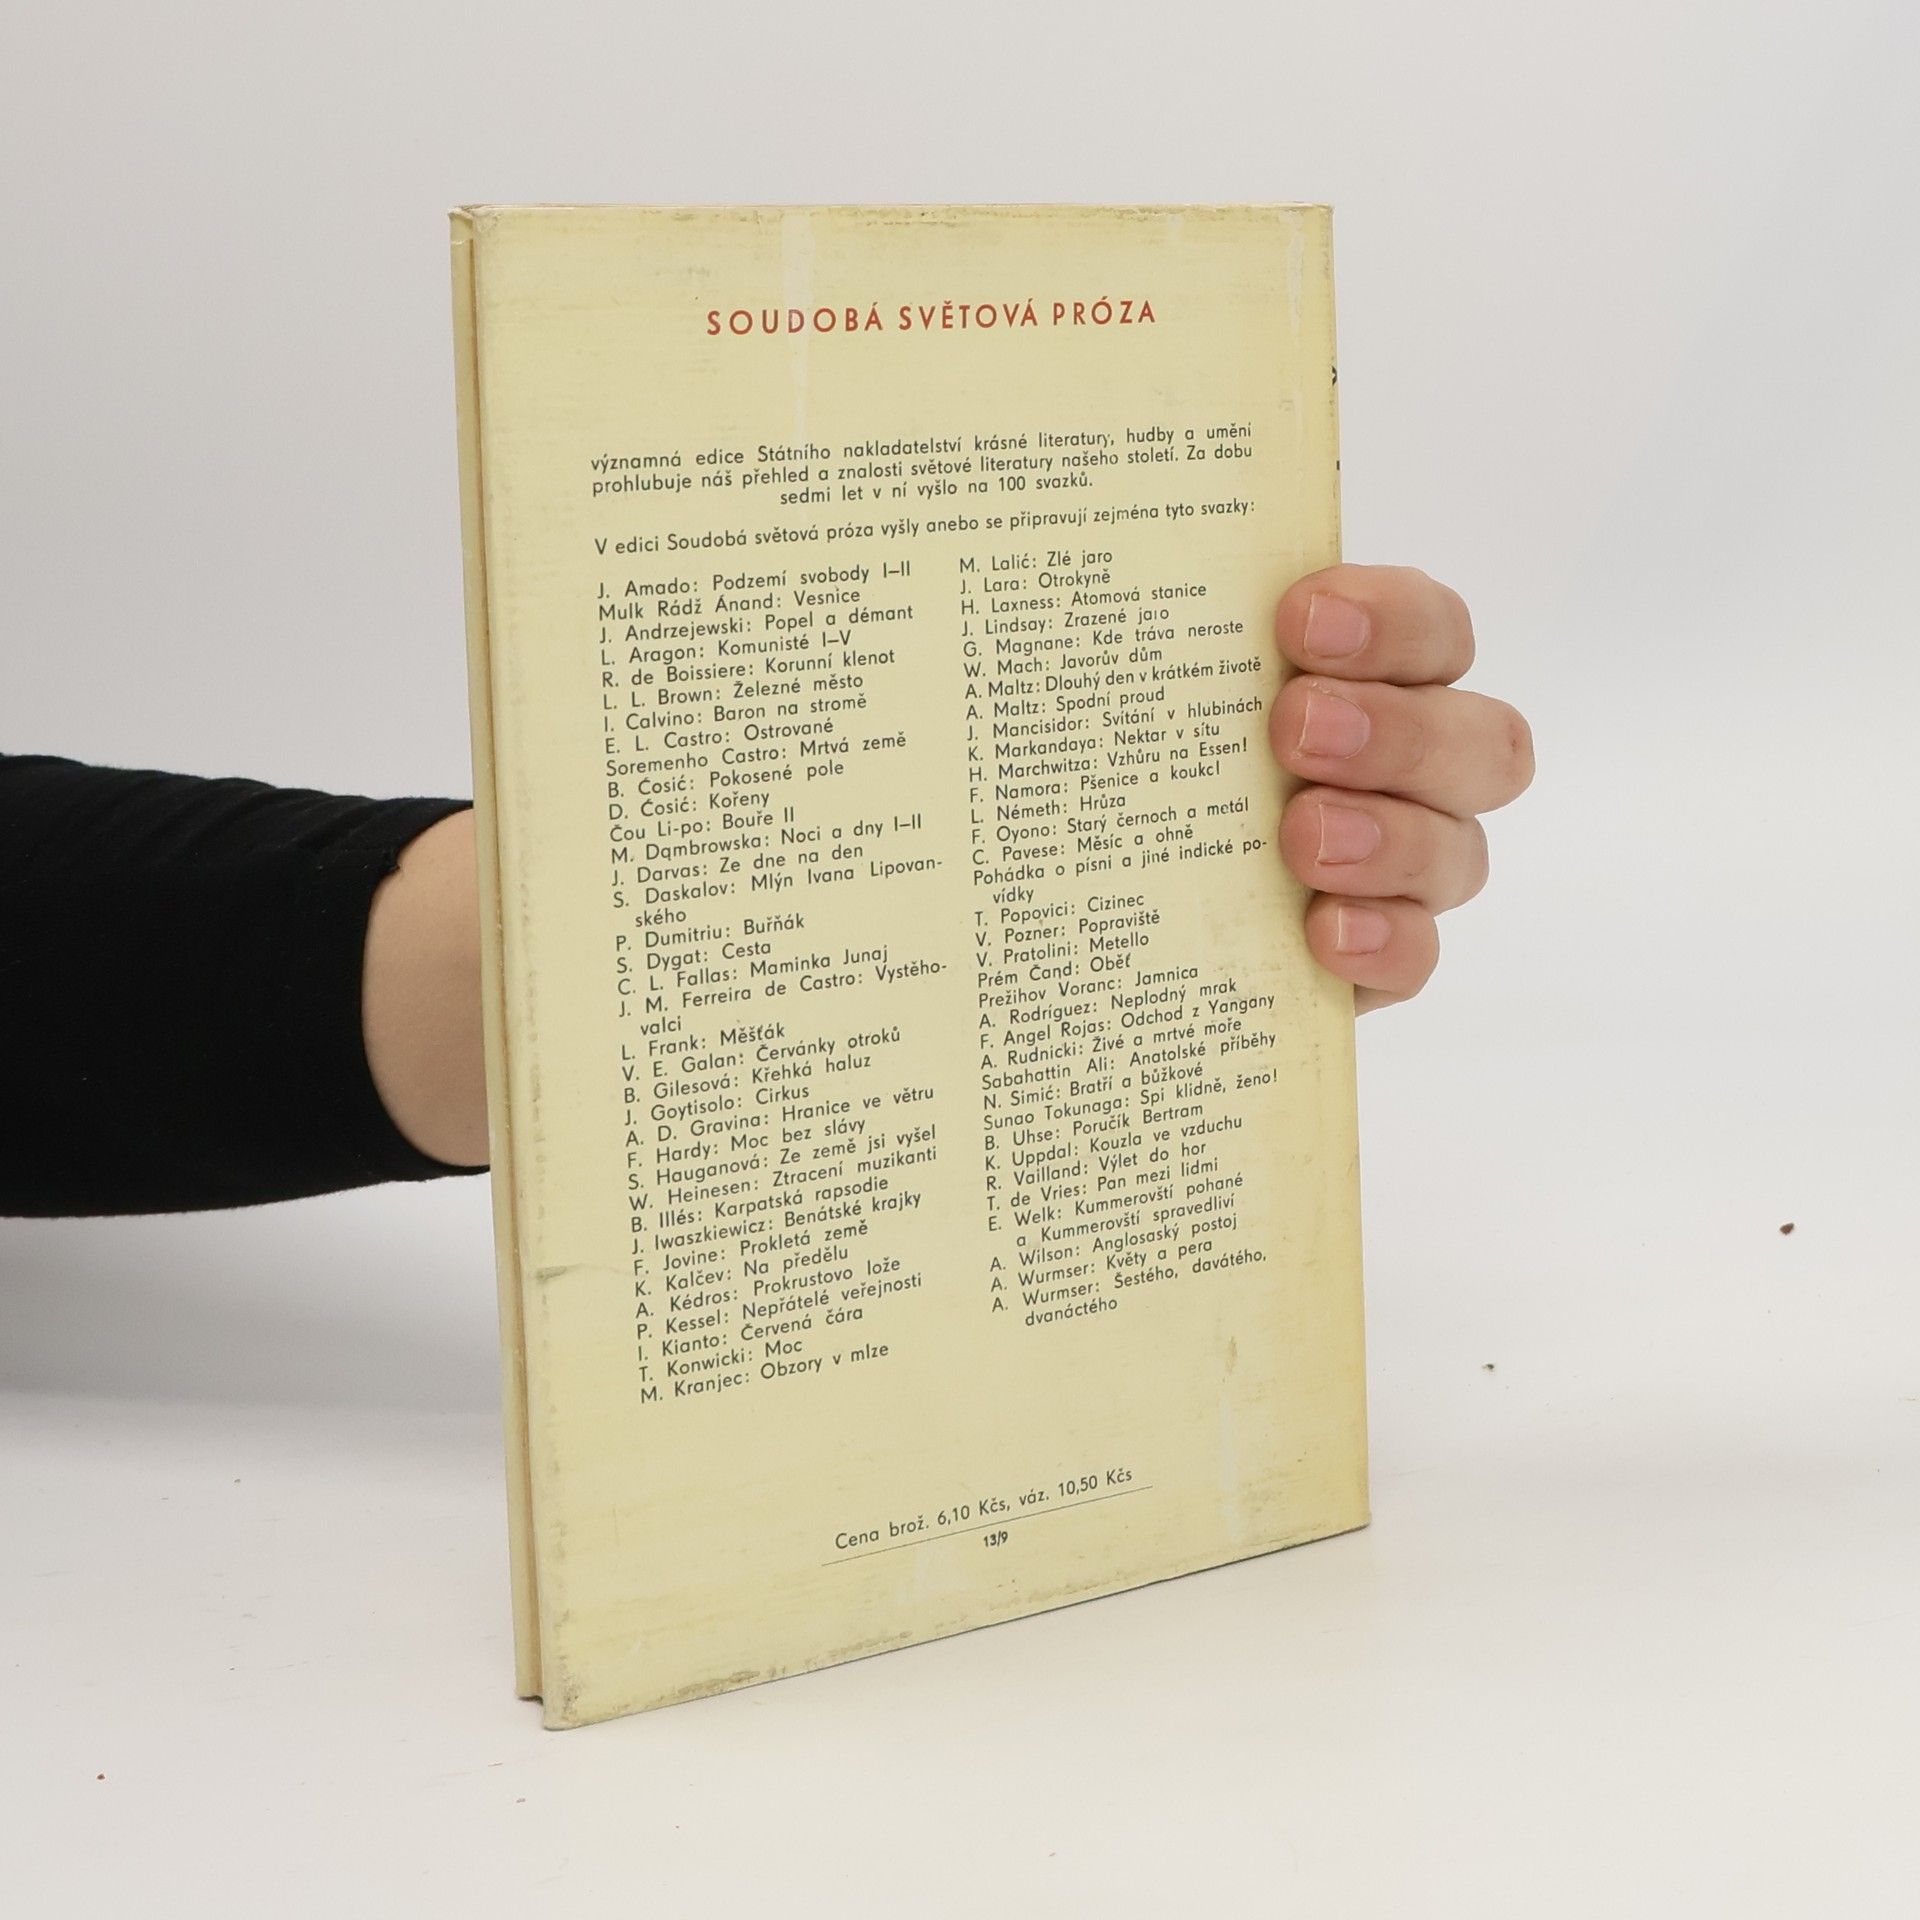 SOUDOBÁ SVĚTOVÁ PRÓZA
významná edice Státního nakladatelství krásné literatury, hudby a umění
prohlubuje náš přehled a znalosti světové literatury našeho století. Za dobu
sedmi let v ní vyšlo na 100 svazků.
V edici Soudobá světová próza vyšly anebo se připravují zejména tyto svazky:
J. Amado: Podzemí svobody I–II
Mulk Rádž Ánand: Vesnice
J. Andrzejewski: Popel a démant
L. Aragon: Komunisté I–V
R. de Boissiere: Korunní klenot
L. L. Brown: Železné město
I. Calvino: Baron na stromě
E. L. Castro: Ostrované
Soremenho Castro: Mrtvá země
B. Ćosić: Pokosené pole
D. Ćosić: Kořeny
Čou Li-po: Bouře II
M. Dąmbrowska: Noci a dny I–II
J. Darvas: Ze dne na den
S. Daskalov: Mlýn Ivana Lipovan-
ského
P. Dumitriu: Buřňák
S. Dygat: Cesta
C. L. Fallas: Maminka Junaj
J. M. Ferreira de Castro: Vystěho-
valci
L. Frank: Měšťák
V. E. Galan: Červánky otroků
B. Gilesová: Křehká haluz
J. Goytisolo: Cirkus
A. D. Gravina: Hranice ve větru
F. Hardy: Moc bez slávy
S. Hauganová: Ze země jsi vyšel
W. Heinesen: Ztracení muzikanti
B. Illés: Karpatská rapsodie
J. Iwaszkiewicz: Benátské krajky
F. Jovine: Prokletá země
K. Kalčev: Na předělu
A. Kédros: Prokrustovo lože
P. Kessel: Nepřátelé veřejnosti
I. Kianto: Červená čára
T. Konwicki: Moc
M. Kranjec: Obzory v mlze
M. Lalić: Zlé jaro
J. Lara: Otrokyně
H. Laxness: Atomová stanice
J. Lindsay: Zrazené jaro
G. Magnane: Kde tráva neroste
W. Mach: Javorův dům
A. Maltz: Dlouhý den v krátkém životě
A. Maltz: Spodní proud
J. Mancisidor: Svítání v hlubinách
K. Markandaya: Nektar v sítu
H. Marchwitza: Vzhůru na Essen!
F. Namora: Pšenice a koukol
L. Németh: Hrůza
F. Oyono: Starý černoch a metál
C. Pavese: Měsíc a ohně
Pohádka o písni a jiné indické po-
vídky
T. Popovici: Cizinec
V. Pozner: Popraviště
V. Pratolini: Metello
Prém Čand: Oběť
Prežihov Voranc: Jamnica
A. Rodríguez: Neplodný mrak
F. Angel Rojas: Odchod z Yangany
A. Rudnicki: Živé a mrtvé moře
Sabahattin Ali: Anatolské příběhy
N. Simić: Bratří a bůžkové
Sunao Tokunaga: Spi klidně, ženo!
B. Uhse: Poručík Bertram
K. Uppdal: Kouzla ve vzduchu
R. Vailland: Výlet do hor
T. de Vries: Pan mezi lidmi
E. Welk: Kummerovští pohané
a Kummerovští spravedliví
A. Wilson: Anglosaský postoj
A. Wurmser: Květy a pera
A. Wurmser: Šestého, davátého,
dvanáctého
Cena brož. 6,10 Kčs, váz. 10,50 Kčs
13/9